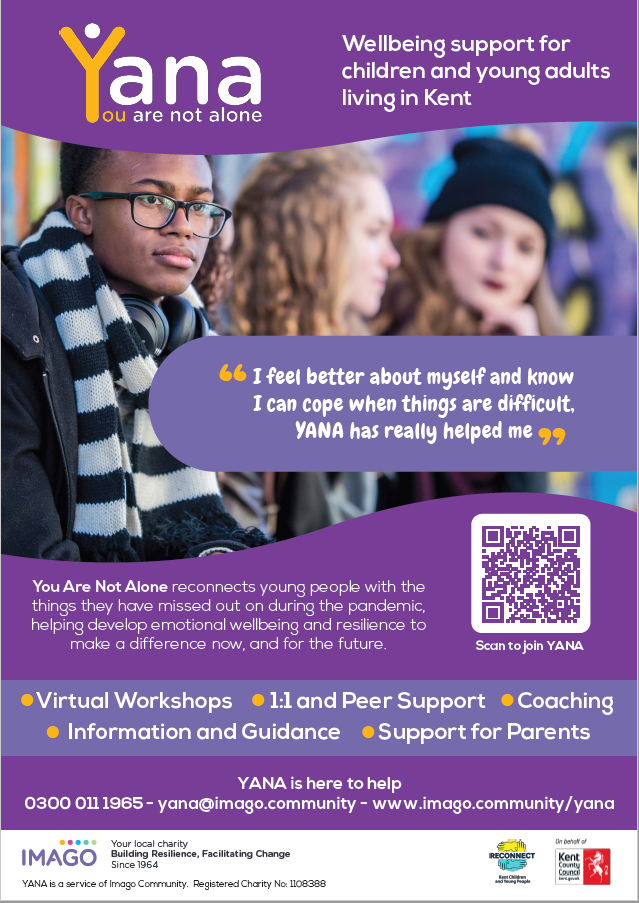 Yana
You are not alone
Wellbeing support for
children and young adults
living in Kent
“ I feel better about myself and know
I can cope when things are difficult,
YANA has really helped me ”
You Are Not Alone reconnects young people with the
things they have missed out on during the pandemic,
helping develop emotional wellbeing and resilience to
make a difference now, and for the future.
Scan to join YANA
● Virtual Workshops ● 1:1 and Peer Support ● Coaching
● Information and Guidance ● Support for Parents
YANA is here to help
0300 011 1965 - yana@imago.community - www.imago.community/yana
IMAGO
Your local charity
Building Resilience, Facilitating Change
Since 1964
YANA is a service of Imago Community. Registered Charity No: 1108388
RECONNECT
Kent Children
and Young People
On behalf of
Kent
County
Council
kent.gov.uk